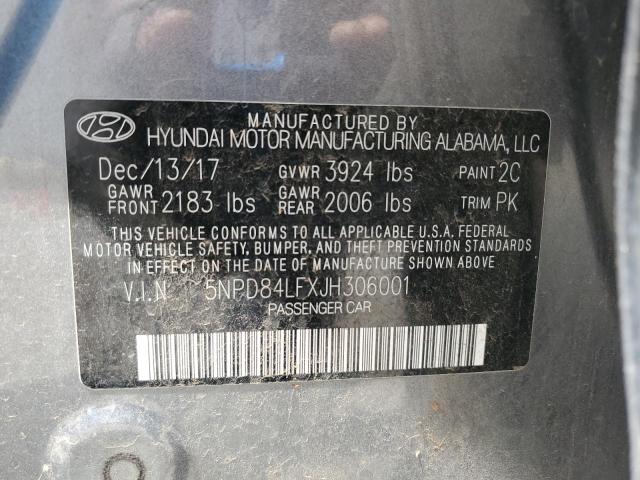 MANUFACTURED BY
HYUNDAI MOTOR MANUFACTURING ALABAMA, LLC
Dec/13/17 GVWR 3924 lbs PAINT 2C
GAWR FRONT 2183 lbs GAWR REAR 2006 lbs TRIM PK
THIS VEHICLE CONFORMS TO ALL APPLICABLE U.S.A. FEDERAL
MOTOR VEHICLE SAFETY, BUMPER, AND THEFT PREVENTION STANDARDS
IN EFFECT ON THE DATE OF MANUFACTURE SHOWN ABOVE
V.I.N 5NPD84LFXJH306001
PASSENGER CAR